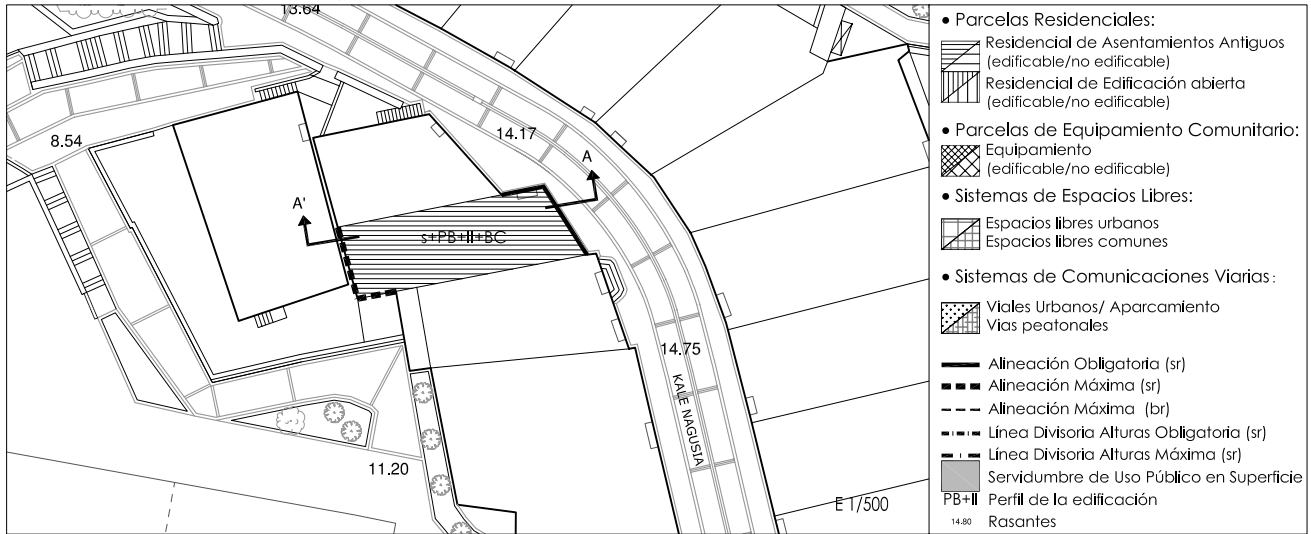 13.64
8.54
14.17
A
A'
s+PB+II+BC
14.75
KALE NAGUSIA
11.20
E 1/500
• Parcelas Residenciales:
Residencial de Asentamientos Antiguos
(edificable/no edificable)
Residencial de Edificación abierta
(edificable/no edificable)
• Parcelas de Equipamiento Comunitario:
Equipamiento
(edificable/no edificable)
• Sistemas de Espacios Libres:
Espacios libres urbanos
Espacios libres comunes
• Sistemas de Comunicaciones Viarias:
Viales Urbanos/ Aparcamiento
Vias peatonales
Alineación Obligatoria (sr)
Alineación Máxima (sr)
Alineación Máxima (br)
Línea Divisoria Alturas Obligatoria (sr)
Línea Divisoria Alturas Máxima (sr)
Servidumbre de Uso Público en Superficie
PB+II Perfil de la edificación
14.80 Rasantes